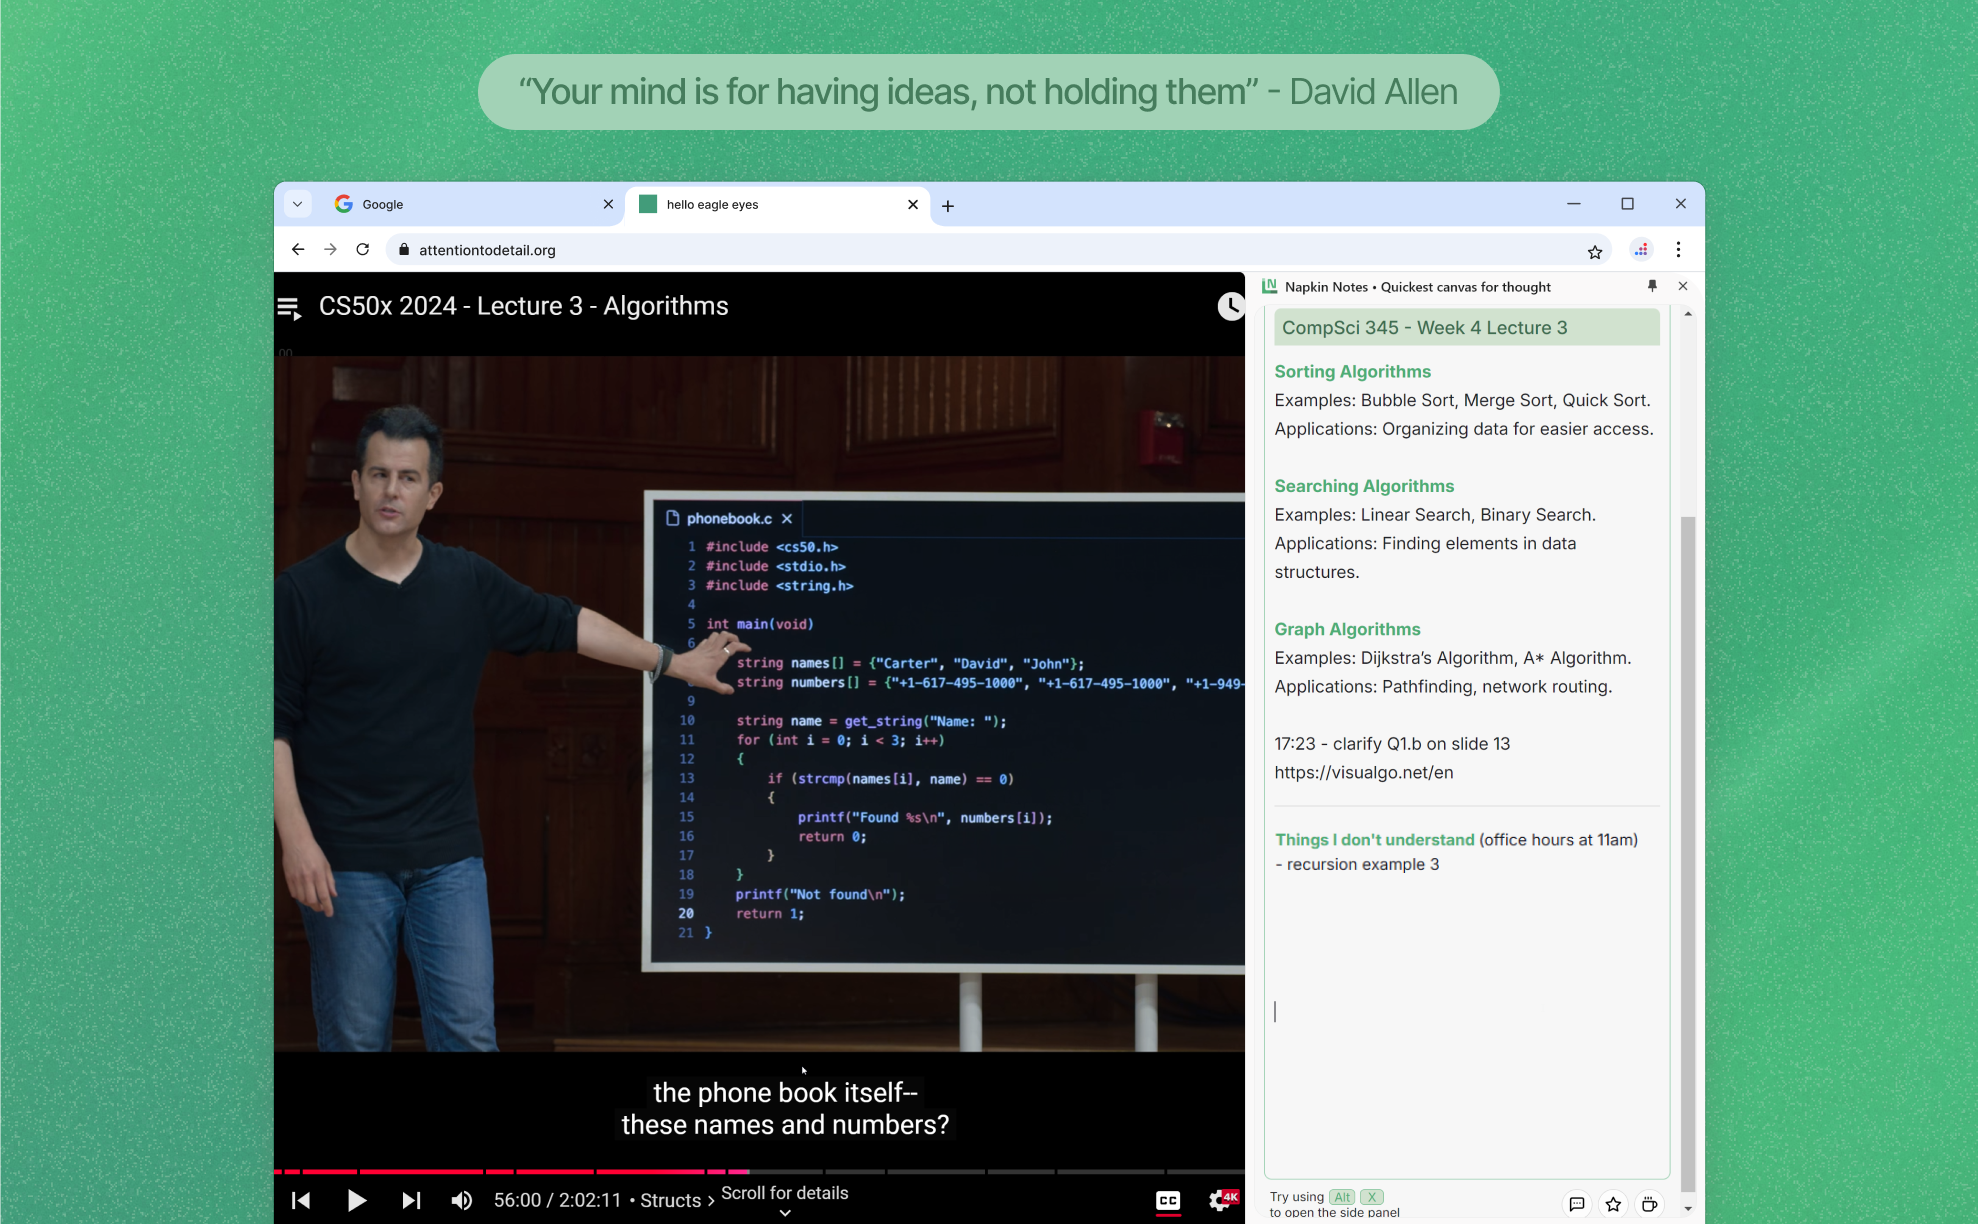 “Your mind is for having ideas, not holding them” - David Allen
Google
hello eagle eyes
attentiontodetail.org
CS50x 2024 - Lecture 3 - Algorithms
00
phonebook.c
1 #include <cs50.h>
2 #include <stdio.h>
3 #include <string.h>
4
5 int main(void)
6
string names[] = {"Carter", "David", "John"};
8 string numbers[] = {"+1-617-495-1000", "+1-617-495-1000", "+1-949-
9
10 string name = get_string("Name: ");
11 for (int i = 0; i < 3; i++)
12 {
13 if (strcmp(names[i], name) == 0)
14 {
15 printf("Found %s\n", numbers[i]);
16 return 0;
17 }
18 }
19 printf("Not found\n");
20 return 1;
21 }
the phone book itself--
these names and numbers?
56:00 / 2:02:11 • Structs ›
Scroll for details
CC
4K
N Napkin Notes • Quickest canvas for thought
CompSci 345 - Week 4 Lecture 3
Sorting Algorithms
Examples: Bubble Sort, Merge Sort, Quick Sort.
Applications: Organizing data for easier access.
Searching Algorithms
Examples: Linear Search, Binary Search.
Applications: Finding elements in data
structures.
Graph Algorithms
Examples: Dijkstra’s Algorithm, A* Algorithm.
Applications: Pathfinding, network routing.
17:23 - clarify Q1.b on slide 13
https://visualgo.net/en
Things I don't understand (office hours at 11am)
- recursion example 3
Try using Alt X
to open the side panel